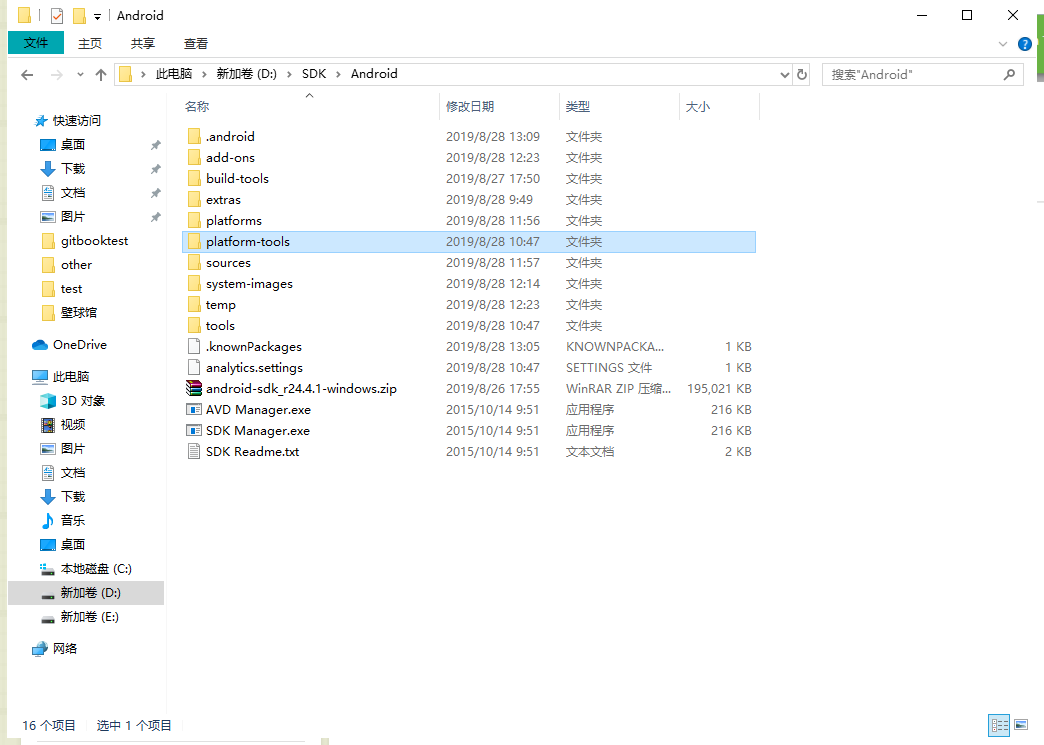 Android
文件 主页 共享 查看
此电脑 新加卷 (D:) SDK Android
搜索"Android"
名称 修改日期 类型 大小
快速访问
桌面
下载
文档
图片
gitbooktest
other
test
壁球馆
OneDrive
此电脑
3D 对象
视频
图片
文档
下载
音乐
桌面
本地磁盘 (C:)
新加卷 (D:)
新加卷 (E:)
网络
.android 2019/8/28 13:09 文件夹
add-ons 2019/8/28 12:23 文件夹
build-tools 2019/8/27 17:50 文件夹
extras 2019/8/28 9:49 文件夹
platforms 2019/8/28 11:56 文件夹
platform-tools 2019/8/28 10:47 文件夹
sources 2019/8/28 11:57 文件夹
system-images 2019/8/28 12:14 文件夹
temp 2019/8/28 12:23 文件夹
tools 2019/8/28 10:47 文件夹
.knownPackages 2019/8/28 13:05 KNOWNPACKA... 1 KB
analytics.settings 2019/8/28 10:47 SETTINGS 文件 1 KB
android-sdk_r24.4.1-windows.zip 2019/8/26 17:55 WinRAR ZIP 压缩... 195,021 KB
AVD Manager.exe 2015/10/14 9:51 应用程序 216 KB
SDK Manager.exe 2015/10/14 9:51 应用程序 216 KB
SDK Readme.txt 2015/10/14 9:51 文本文档 2 KB
16 个项目 选中 1 个项目